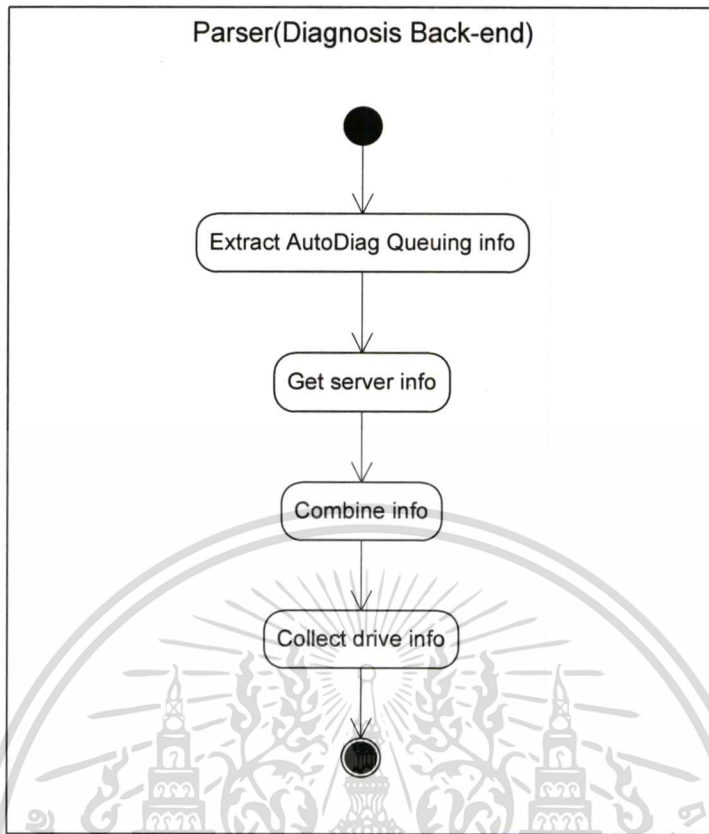 Parser(Diagnosis Back-end)
Extract AutoDiag Queuing info
Get server info
Combine info
Collect drive info